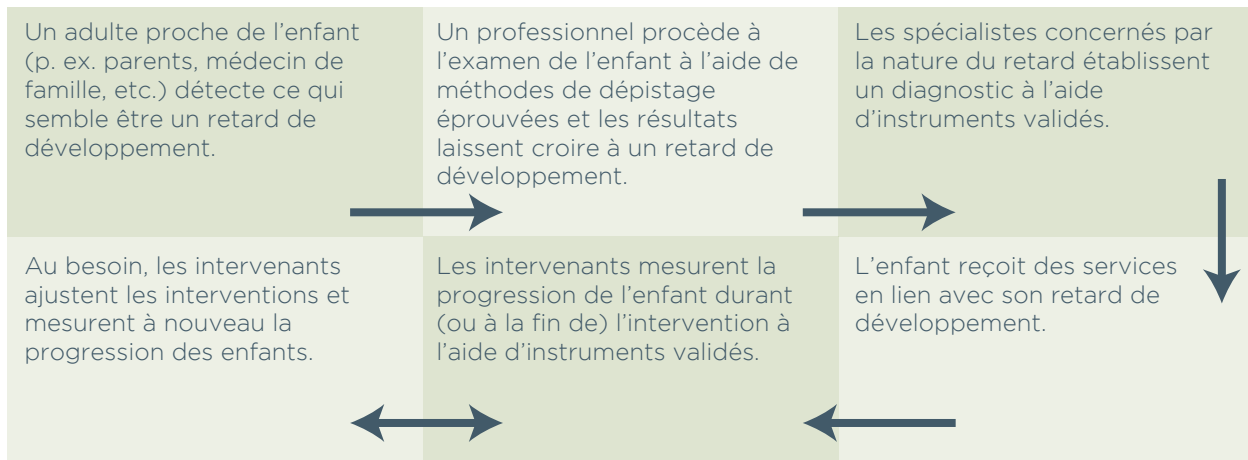 Un adulte proche de l’enfant
(p. ex. parents, médecin de
famille, etc.) détecte ce qui
semble être un retard de
développement.
Un professionnel procède à
l’examen de l’enfant à l’aide de
méthodes de dépistage
éprouvées et les résultats
laissent croire à un retard de
développement.
Les spécialistes concernés par
la nature du retard établissent
un diagnostic à l’aide
d’instruments validés.
L’enfant reçoit des services
en lien avec son retard de
développement.
Les intervenants mesurent la
progression de l’enfant durant
(ou à la fin de) l’intervention à
l’aide d’instruments validés.
Au besoin, les intervenants
ajustent les interventions et
mesurent à nouveau la
progression des enfants.